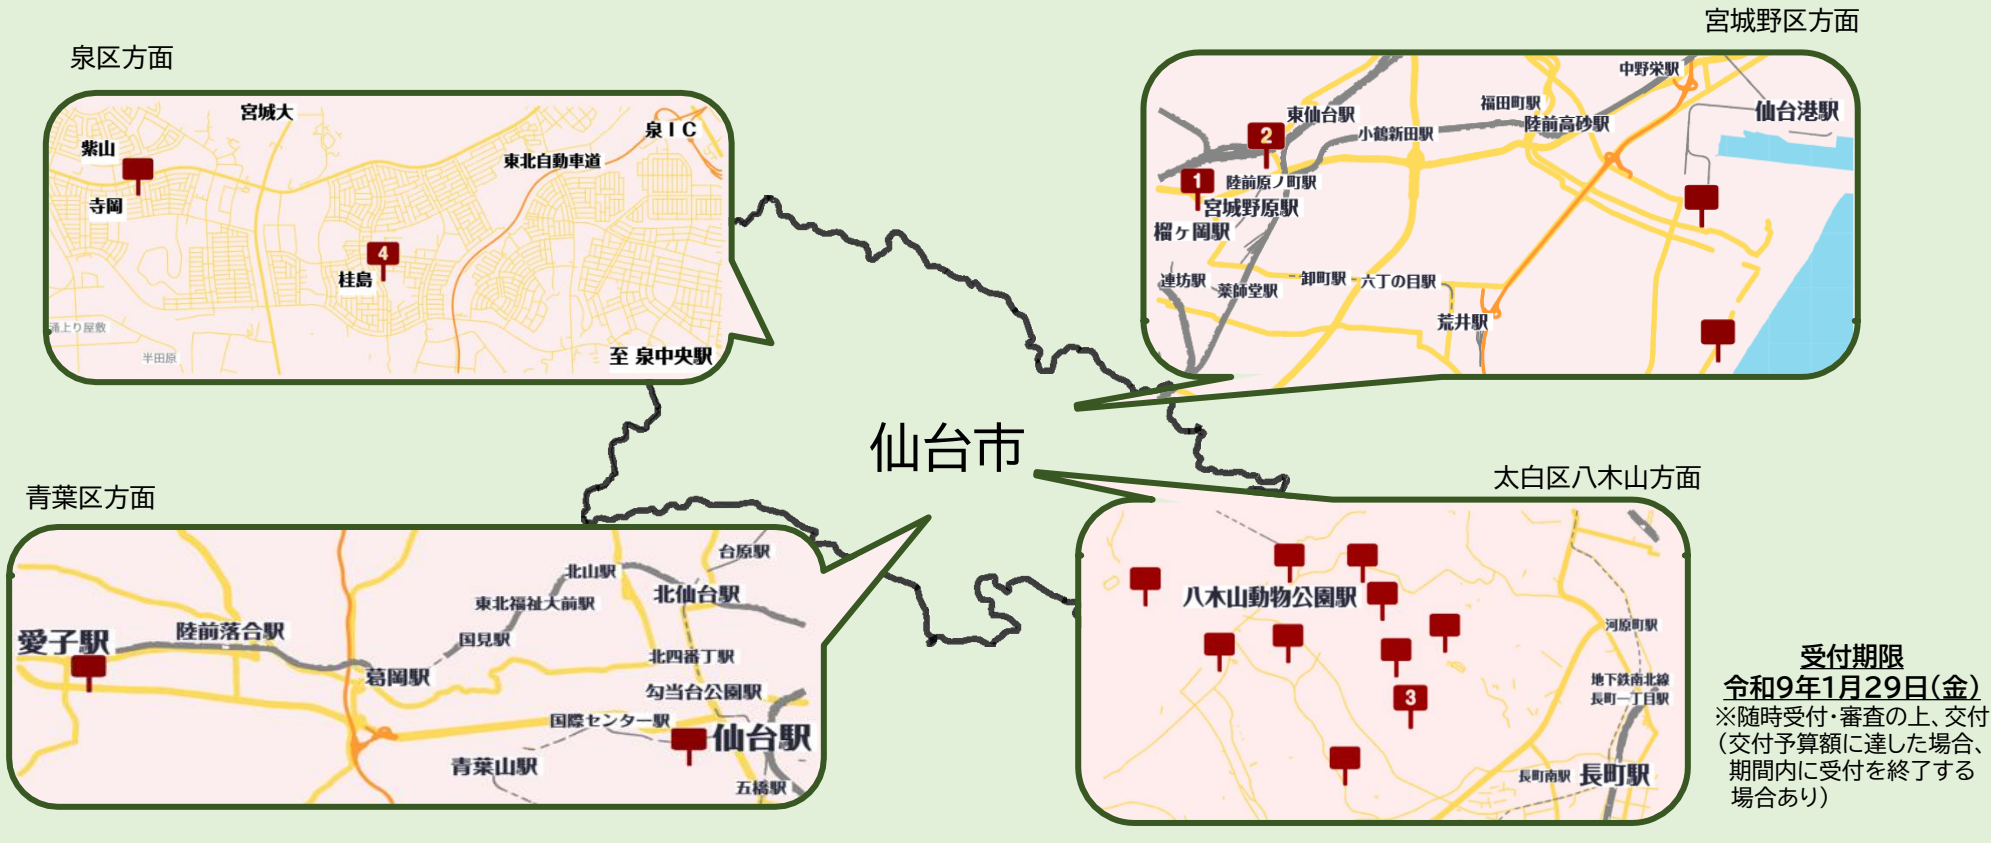 泉区方面
宮城大
泉IC
紫山
東北自動車道
寺岡
4
桂島
通上り屋敷
半田原
至 泉中央駅
宮城野区方面
中野栄駅
仙台港駅
福田町駅
東仙台駅
陸前高砂駅
小鶴新田駅
2
1
陸前原ノ町駅
宮城野原駅
榴ヶ岡駅
連坊駅
薬師堂駅
卸町駅
六丁の目駅
荒井駅
仙台市
青葉区方面
台原駅
北山駅
北仙台駅
東北福祉大前駅
陸前落合駅
愛子駅
国見駅
北四番丁駅
葛岡駅
勾当台公園駅
国際センター駅
仙台駅
青葉山駅
五橋駅
太白区八木山方面
八木山動物公園駅
河原町駅
地下鉄南北線
長町一丁目駅
3
長町南駅
長町駅
受付期限
令和9年1月29日(金)
※随時受付・審査の上、交付
(交付予算額に達した場合、
期間内に受付を終了する
場合あり)